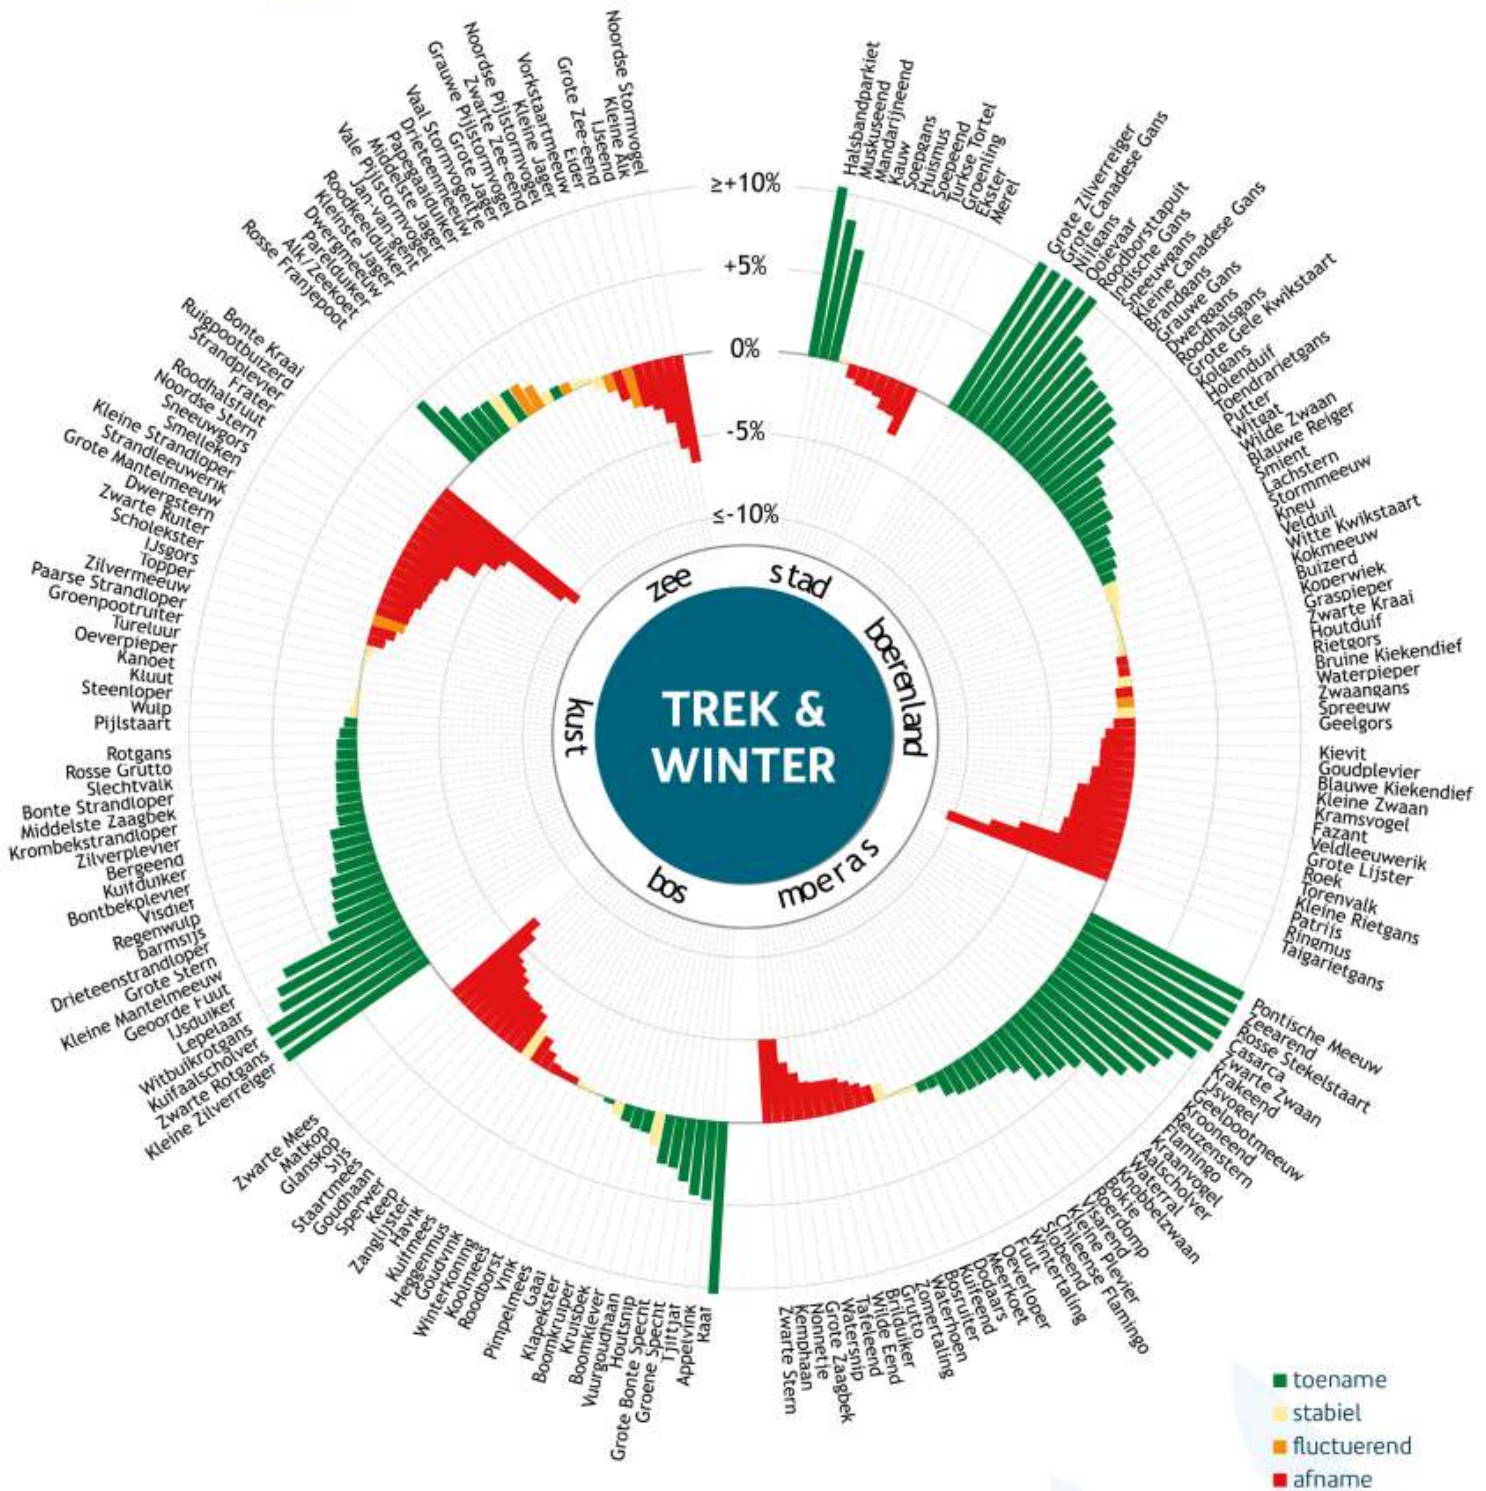 Noordse Stormvogel
Kleine Alk
IJseend
Grote Zee-eend
Eider
Vorkstaartmeeuw
Kleine Jager
Noordse Pijlstormvogel
Zwarte Zee-eend
Grauwe Pijlstormvogel
Grote Jager
Vaal Stormvogeltje
Drieteenmeeuw
Papegaaiduiker
Middelste Jager
Vale Pijlstormvogel
Jan-van-gent
Roodkeelduiker
Kleinste Jager
Dwergmeeuw
Parelduiker
Alk/Zeekoet
Rosse Franjepoot
Halsbandparkiet
Muskuseend
Mandarijneend
Kauw
Soepgans
Huismus
Soepeend
Turkse Tortel
Groenling
Ekster
Merel
≥+10%
+5%
0%
-5%
≤-10%
Grote Zilverreiger
Grote Canadese Gans
Nijlgans
Ooievaar
Roodborsttapuit
Indische Gans
Sneeuwgans
Kleine Canadese Gans
Brandgans
Grauwe Gans
Dwerggans
Roodhalsgans
Grote Gele Kwikstaart
Kolgans
Holenduif
Toendrarietgans
Putter
Witgat
Wilde Zwaan
Blauwe Reiger
Smient
Lachstern
Stormmeeuw
Kneu
Velduil
Witte Kwikstaart
Kokmeeuw
Buizerd
Koperwiek
Graspieper
Zwarte Kraai
Houtduif
Rietgors
Bruine Kiekendief
Waterpieper
Zwaangans
Spreeuw
Geelgors
Kievit
Goudplevier
Blauwe Kiekendief
Kleine Zwaan
Kramsvogel
Fazant
Veldleeuwerik
Grote Lijster
Roek
Torenvalk
Kleine Rietgans
Patrijs
Ringmus
Taigarietgans
Pontische Meeuw
Zeearend
Rosse Stekelstaart
Casarca
Zwarte Zwaan
Krakeend
IJsvogel
Geelpootmeeuw
Krooneend
Reuzenstern
Flamingo
Kraanvogel
Aalscholver
Waterral
Knobbelzwaan
Bokje
Roerdomp
Visarend
Kleine Plevier
Chileense Flamingo
Slobeend
Wintertaling
Fuut
Oeverloper
Meerkoet
Dodaars
Kuifeend
Bosruiter
Waterhoen
Zomertaling
Grutto
Brilduiker
Wilde Eend
Tafeleend
Watersnip
Grote Zaagbek
Nonnetje
Kemphaan
Zwarte Stern
Raaf
Appelvink
Tjiftjaf
Groene Specht
Grote Bonte Specht
Houtsnip
Vuurgoudhaan
Boomklever
Kruisbek
Boomkruiper
Klapekster
Gaai
Pimpelmees
Vink
Roodborst
Koolmees
Winterkoning
Goudvink
Heggenmus
Kuifmees
Havik
Zanglijster
Keep
Sperwer
Goudhaan
Staartmees
Sijs
Glanskop
Matkop
Zwarte Mees
Kleine Zilverreiger
Zwarte Rotgans
Kuifaalscholver
Witbuikrotgans
Lepelaar
IJsduiker
Geoorde Fuut
Kleine Mantelmeeuw
Grote Stern
Drieteenstrandloper
Barmsijs
Regenwulp
Visdief
Bontbekplevier
Kuifduiker
Bergeend
Zilverplevier
Krombekstrandloper
Middelste Zaagbek
Bonte Strandloper
Slechtvalk
Rosse Grutto
Rotgans
Pijlstaart
Wulp
Steenloper
Kluut
Kanoet
Oeverpieper
Tureluur
Groenpootruiter
Paarse Strandloper
Zilvermeeuw
Topper
IJsgors
Scholekster
Zwarte Ruiter
Dwergstern
Grote Mantelmeeuw
Strandleeuwerik
Kleine Strandloper
Smelleken
Sneeuwgors
Noordse Stern
Roodhalsfuut
Frater
Strandplevier
Ruigpootbuizerd
Bonte Kraai
zee
stad
boerenland
moeras
bos
kust
TREK &
WINTER
toename
stabiel
fluctuerend
afname